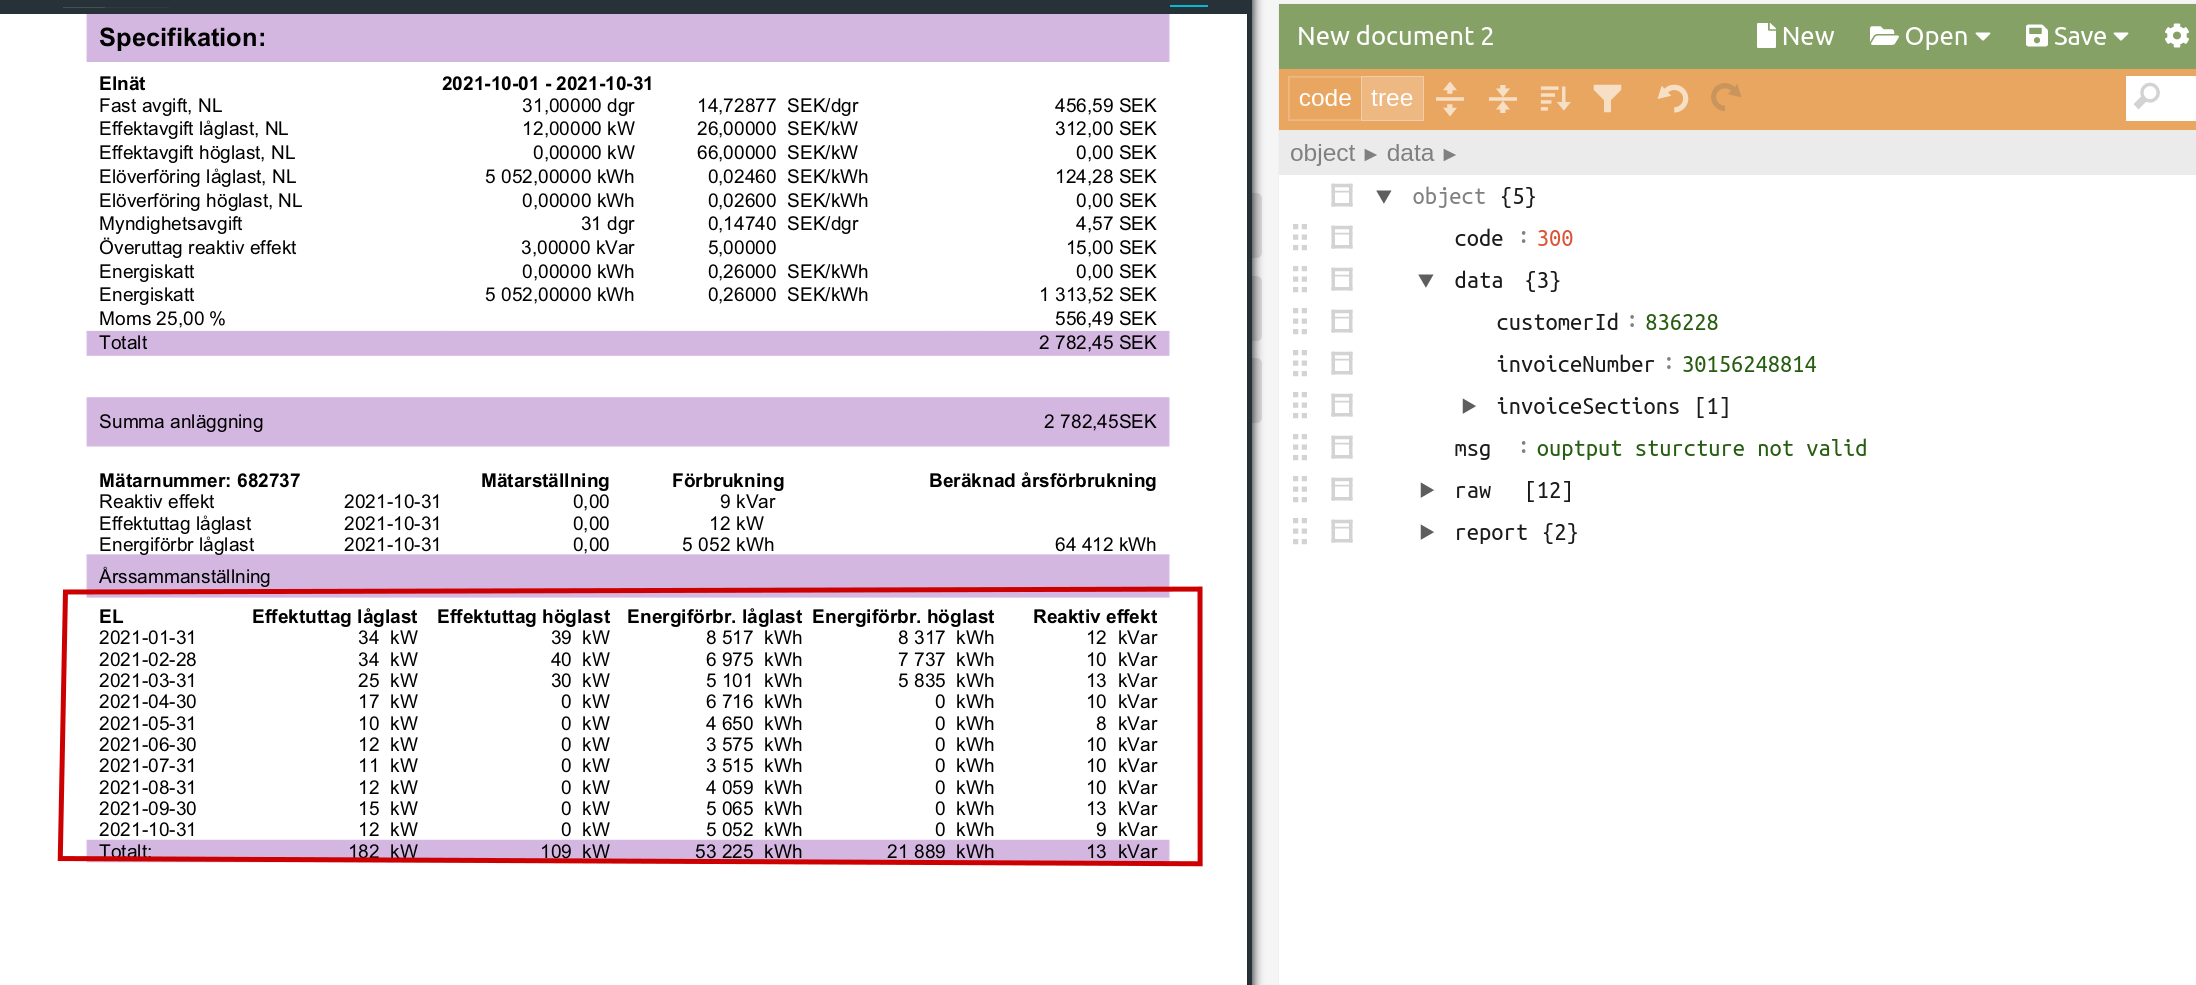 Specifikation:
Elnät 2021-10-01 - 2021-10-31
Fast avgift, NL 31,00000 dgr 14,72877 SEK/dgr 456,59 SEK
Effektavgift låglast, NL 12,00000 kW 26,00000 SEK/kW 312,00 SEK
Effektavgift höglast, NL 0,00000 kW 66,00000 SEK/kW 0,00 SEK
Elöverföring låglast, NL 5 052,00000 kWh 0,02460 SEK/kWh 124,28 SEK
Elöverföring höglast, NL 0,00000 kWh 0,02600 SEK/kWh 0,00 SEK
Myndighetsavgift 31 dgr 0,14740 SEK/dgr 4,57 SEK
Överuttag reaktiv effekt 3,00000 kVar 5,00000 15,00 SEK
Energiskatt 0,00000 kWh 0,26000 SEK/kWh 0,00 SEK
Energiskatt 5 052,00000 kWh 0,26000 SEK/kWh 1 313,52 SEK
Moms 25,00 % 556,49 SEK
Totalt 2 782,45 SEK
Summa anläggning 2 782,45SEK
Mätarnummer: 682737 Mätarställning Förbrukning Beräknad årsförbrukning
Reaktiv effekt 2021-10-31 0,00 9 kVar
Effektuttag låglast 2021-10-31 0,00 12 kW
Energiförbr låglast 2021-10-31 0,00 5 052 kWh 64 412 kWh
Årssammanställning
EL Effektuttag låglast Effektuttag höglast Energiförbr. låglast Energiförbr. höglast Reaktiv effekt
2021-01-31 34 kW 39 kW 8 517 kWh 8 317 kWh 12 kVar
2021-02-28 34 kW 40 kW 6 975 kWh 7 737 kWh 10 kVar
2021-03-31 25 kW 30 kW 5 101 kWh 5 835 kWh 13 kVar
2021-04-30 17 kW 0 kW 6 716 kWh 0 kWh 10 kVar
2021-05-31 10 kW 0 kW 4 650 kWh 0 kWh 8 kVar
2021-06-30 12 kW 0 kW 3 575 kWh 0 kWh 10 kVar
2021-07-31 11 kW 0 kW 3 515 kWh 0 kWh 10 kVar
2021-08-31 12 kW 0 kW 4 059 kWh 0 kWh 10 kVar
2021-09-30 15 kW 0 kW 5 065 kWh 0 kWh 13 kVar
2021-10-31 12 kW 0 kW 5 052 kWh 0 kWh 9 kVar
Totalt: 182 kW 109 kW 53 225 kWh 21 889 kWh 13 kVar
New document 2 New Open Save
code tree
object ▸ data ▸
object {5}
code : 300
data {3}
customerId : 836228
invoiceNumber : 30156248814
invoiceSections [1]
msg : ouptput sturcture not valid
raw [12]
report {2}